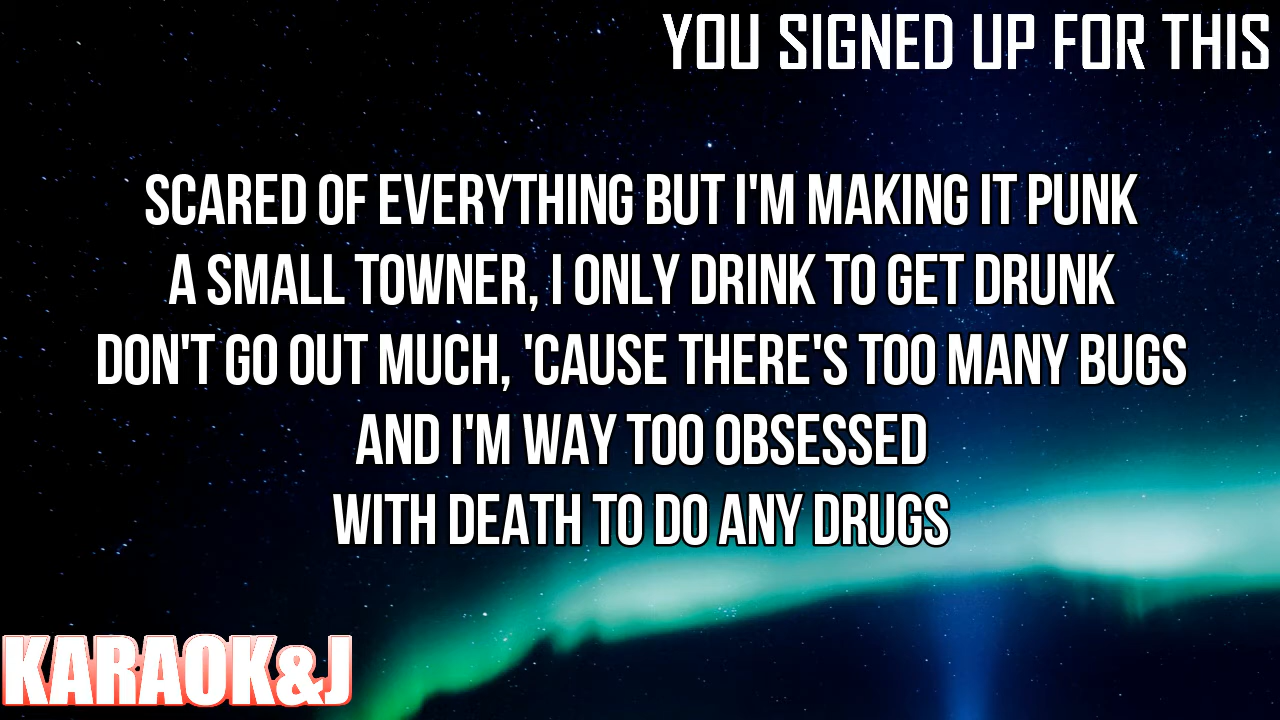 YOU SIGNED UP FOR THIS
SCARED OF EVERYTHING BUT I'M MAKING IT PUNK
A SMALL TOWNER, I ONLY DRINK TO GET DRUNK
DON'T GO OUT MUCH, 'CAUSE THERE'S TOO MANY BUGS
AND I'M WAY TOO OBSESSED
WITH DEATH TO DO ANY DRUGS
KARAOK&J